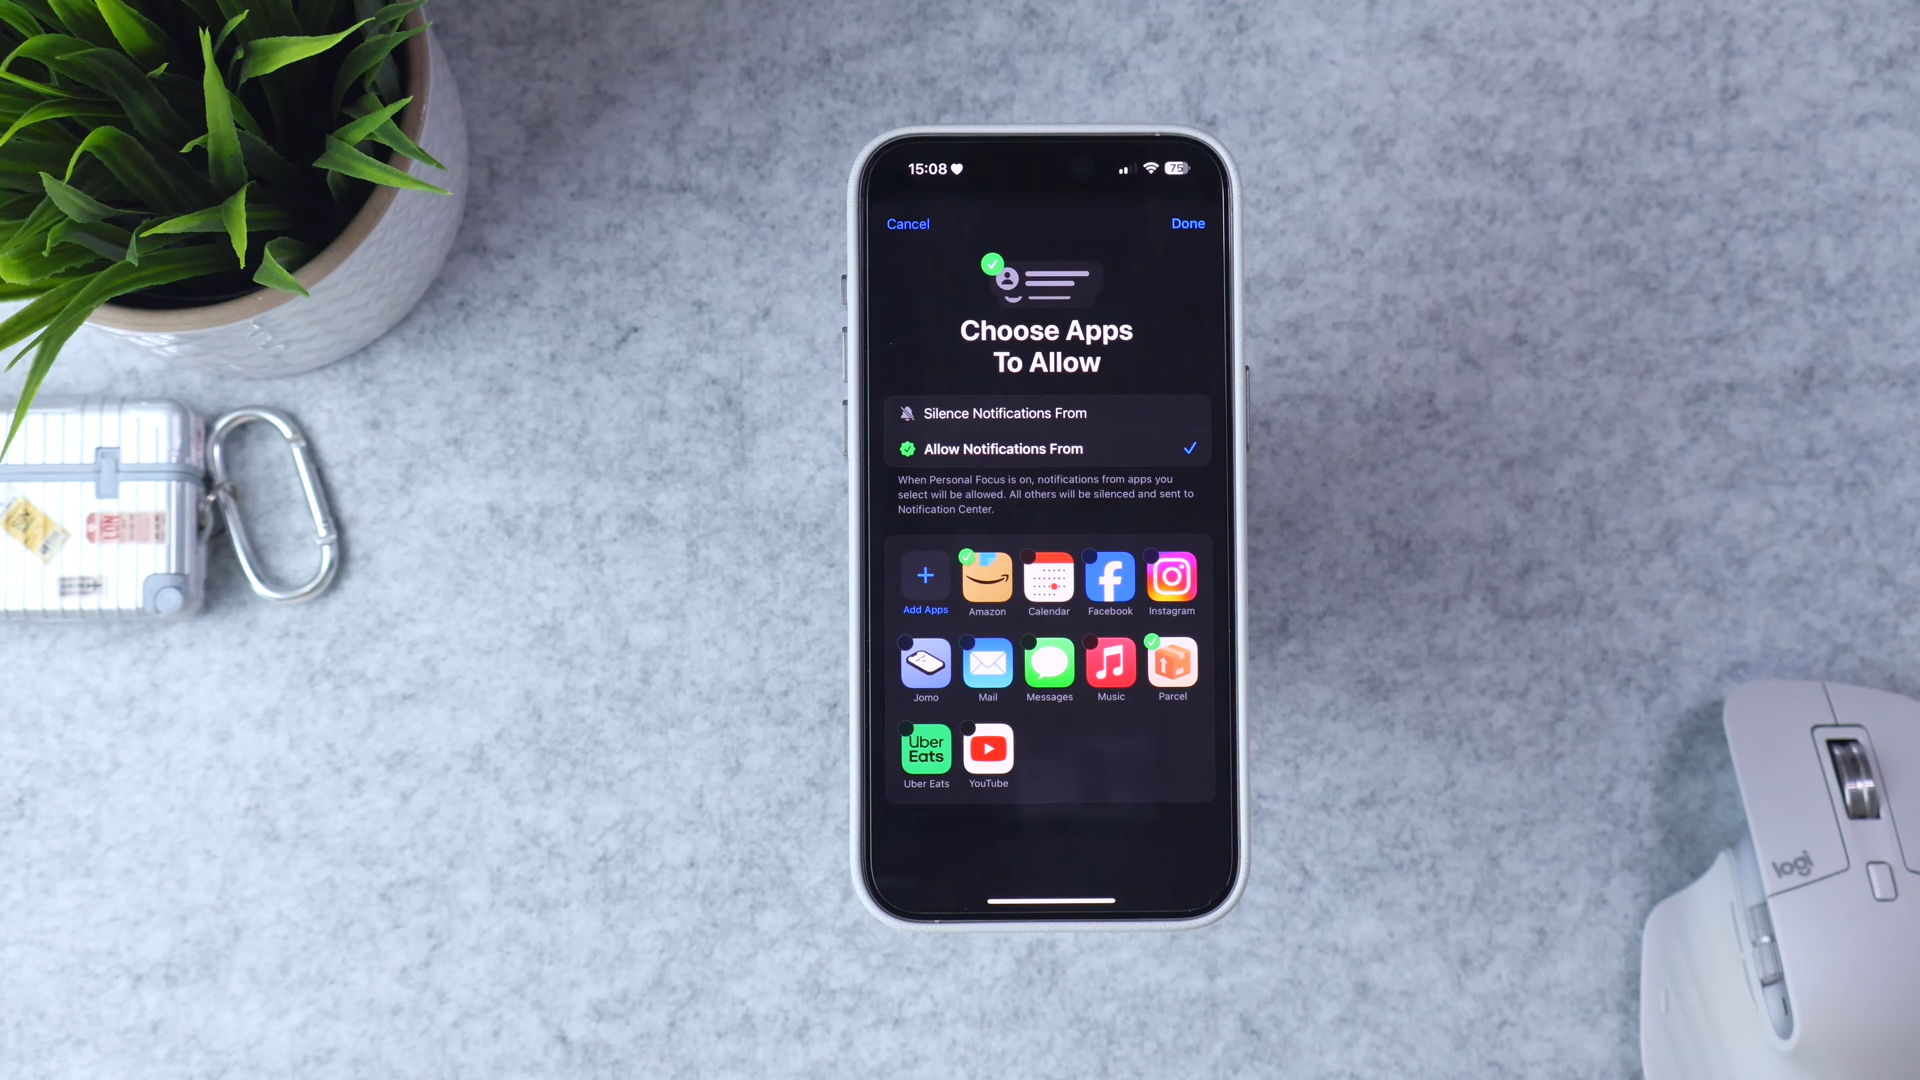 15:08
75
Cancel
Done
Choose Apps
To Allow
Silence Notifications From
Allow Notifications From
When Personal Focus is on, notifications from apps you
select will be allowed. All others will be silenced and sent to
Notification Center.
Add Apps
Amazon
Calendar
Facebook
Instagram
Jomo
Mail
Messages
Music
Parcel
Uber
Eats
Uber Eats
YouTube
LON
logi